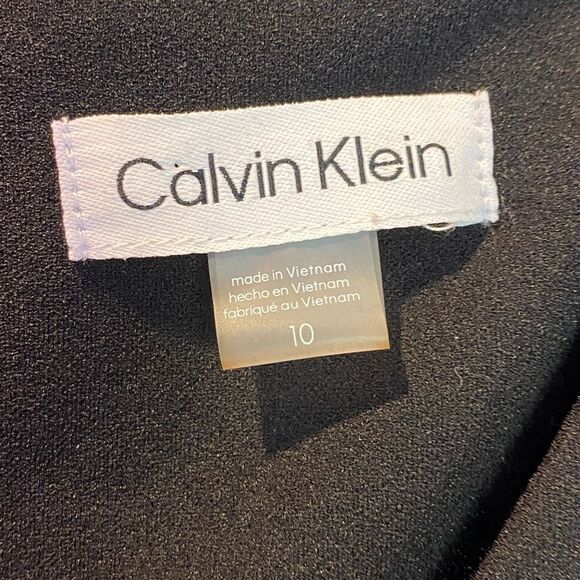 Calvin Klein
made in Vietnam
hecho en Vietnam
fabriqué au Vietnam
10